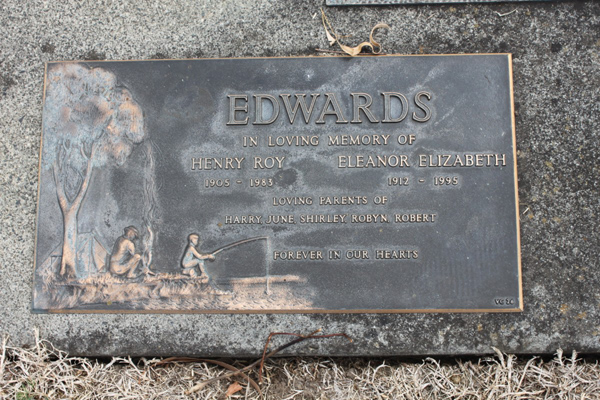 EDWARDS
IN LOVING MEMORY OF
HENRY ROY ELEANOR ELIZABETH
1905 - 1983 1912 - 1995
LOVING PARENTS OF
HARRY, JUNE, SHIRLEY, ROBYN, ROBERT
FOREVER IN OUR HEARTS